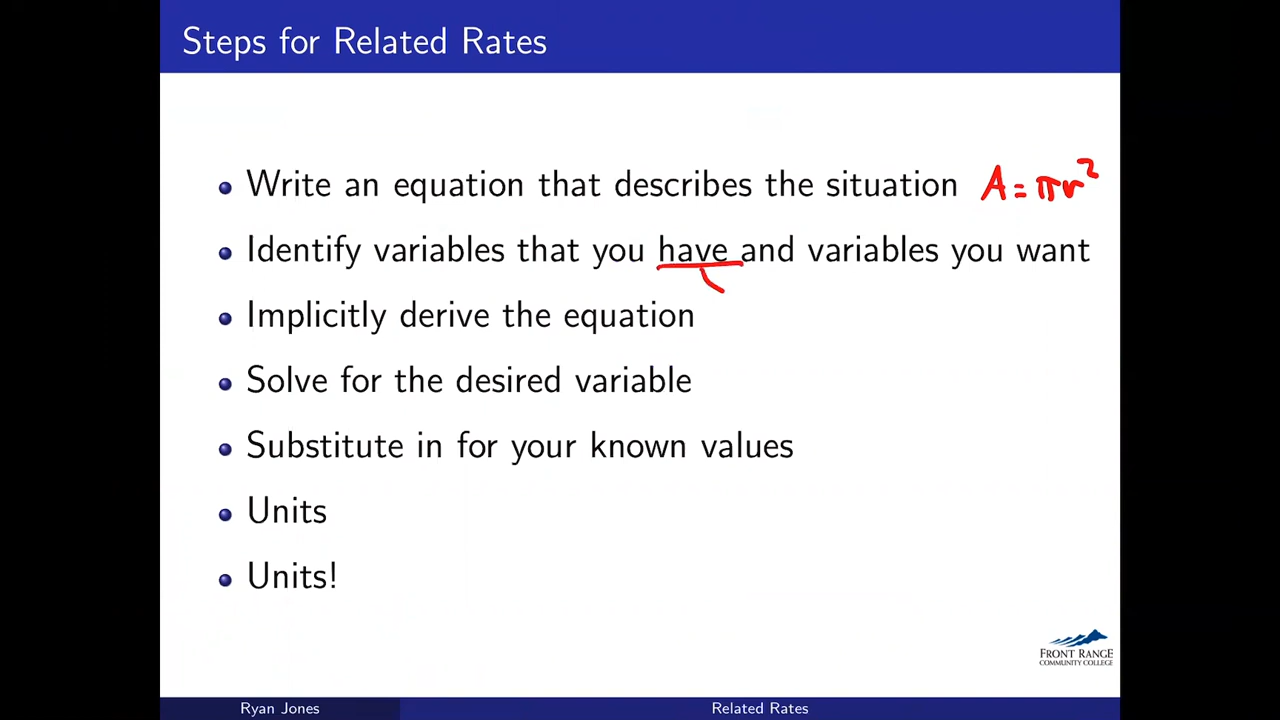 Steps for Related Rates
Write an equation that describes the situation A = πr²
Identify variables that you have and variables you want
Implicitly derive the equation
Solve for the desired variable
Substitute in for your known values
Units
Units!
FRONT RANGE
COMMUNITY COLLEGE
Ryan Jones
Related Rates